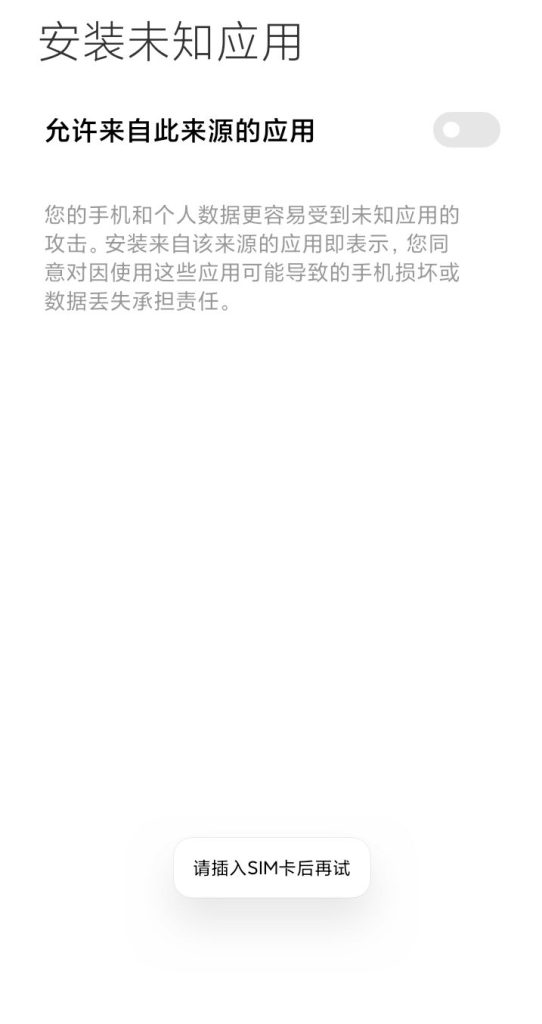 安装未知应用
允许来自此来源的应用
您的手机和个人数据更容易受到未知应用的
攻击。安装来自该来源的应用即表示，您同
意对因使用这些应用可能导致的手机损坏或
数据丢失承担责任。
请插入SIM卡后再试